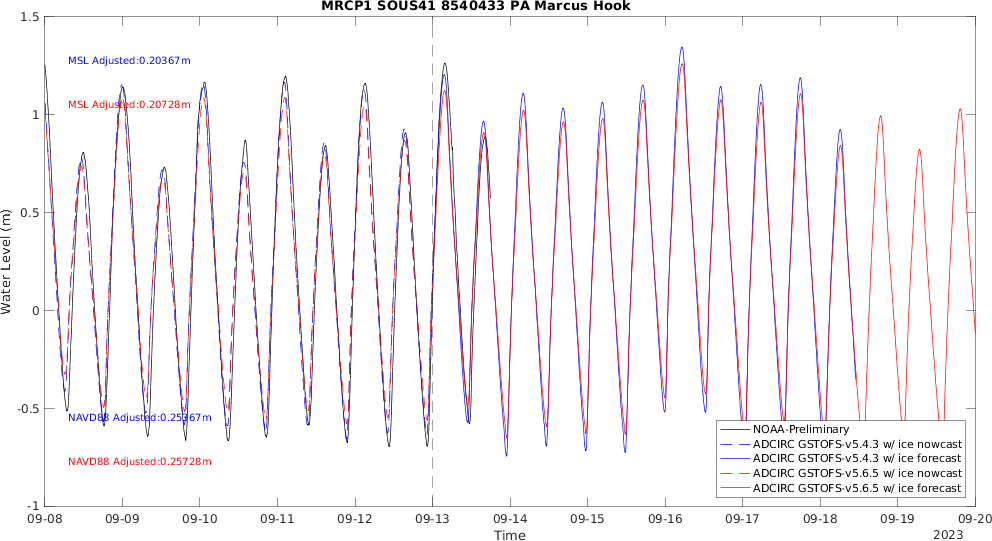 MRCP1 SOUS41 8540433 PA Marcus Hook
1.5
1
0.5
0
-0.5
-1
Water Level (m)
MSL Adjusted:0.20367m
MSL Adjusted:0.20728m
NAVD88 Adjusted:0.25367m
NAVD88 Adjusted:0.25728m
NOAA-Preliminary
ADCIRC GSTOFS-v5.4.3 w/ ice nowcast
ADCIRC GSTOFS-v5.4.3 w/ ice forecast
ADCIRC GSTOFS-v5.6.5 w/ ice nowcast
ADCIRC GSTOFS-v5.6.5 w/ ice forecast
09-08 09-09 09-10 09-11 09-12 09-13 09-14 09-15 09-16 09-17 09-18 09-19 09-20
Time
2023